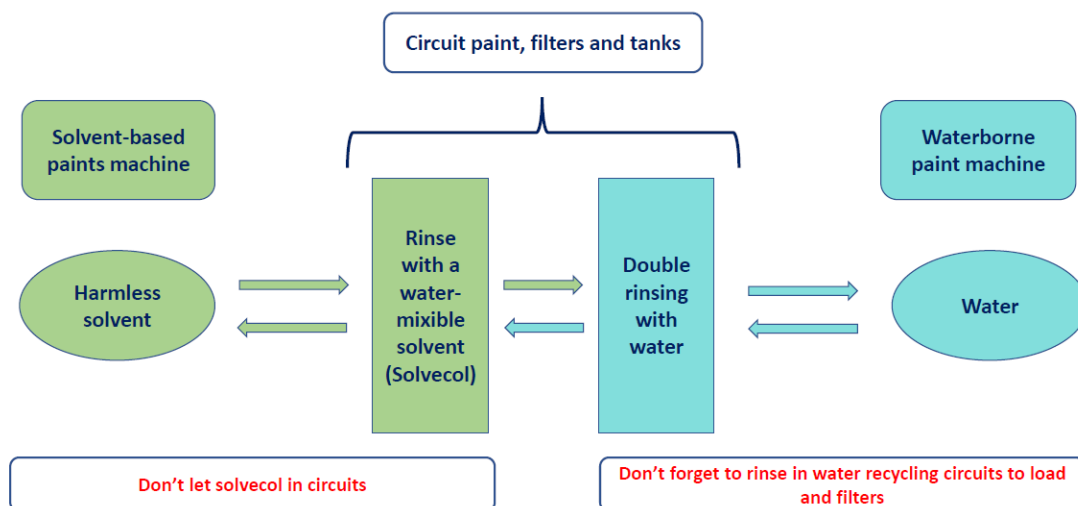 Circuit paint, filters and tanks
Solvent-based
paints machine
Waterborne
paint machine
Harmless
solvent
Rinse
with a
water-
mixible
solvent
(Solvecol)
Double
rinsing
with
water
Water
Don't let solvecol in circuits
Don't forget to rinse in water recycling circuits to load
and filters